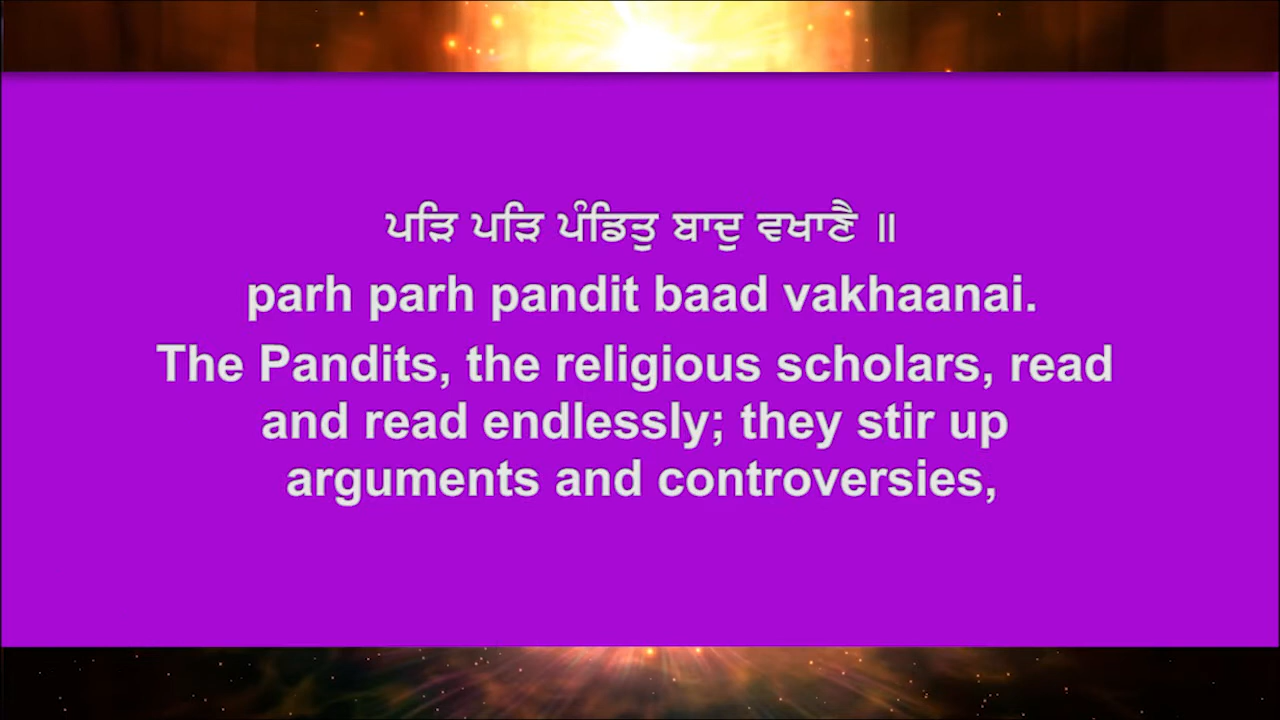 ਪੜਿ ਪੜਿ ਪੰਡਿਤੁ ਬਾਦੁ ਵਖਾਣੈ ॥
parh parh pandit baad vakhaanai.
The Pandits, the religious scholars, read
and read endlessly; they stir up
arguments and controversies,